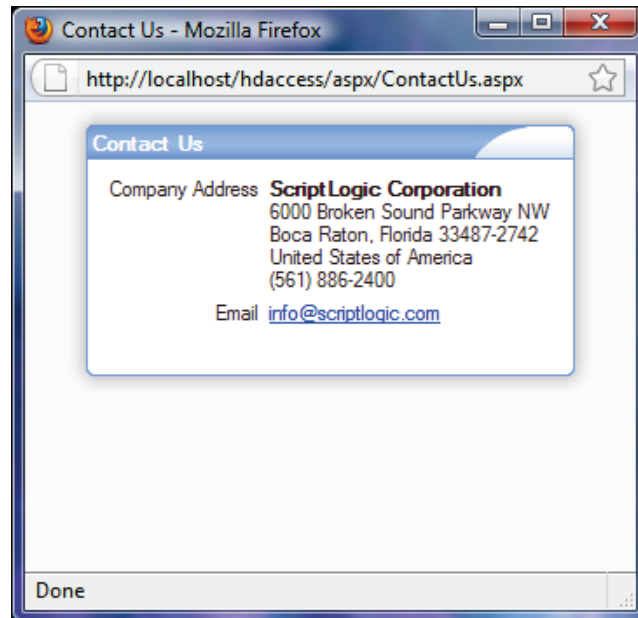 Contact Us - Mozilla Firefox
http://localhost/hdaccess/aspx/ContactUs.aspx
Contact Us
Company Address ScriptLogic Corporation
6000 Broken Sound Parkway NW
Boca Raton, Florida 33487-2742
United States of America
(561) 886-2400
Email info@scriptlogic.com
Done